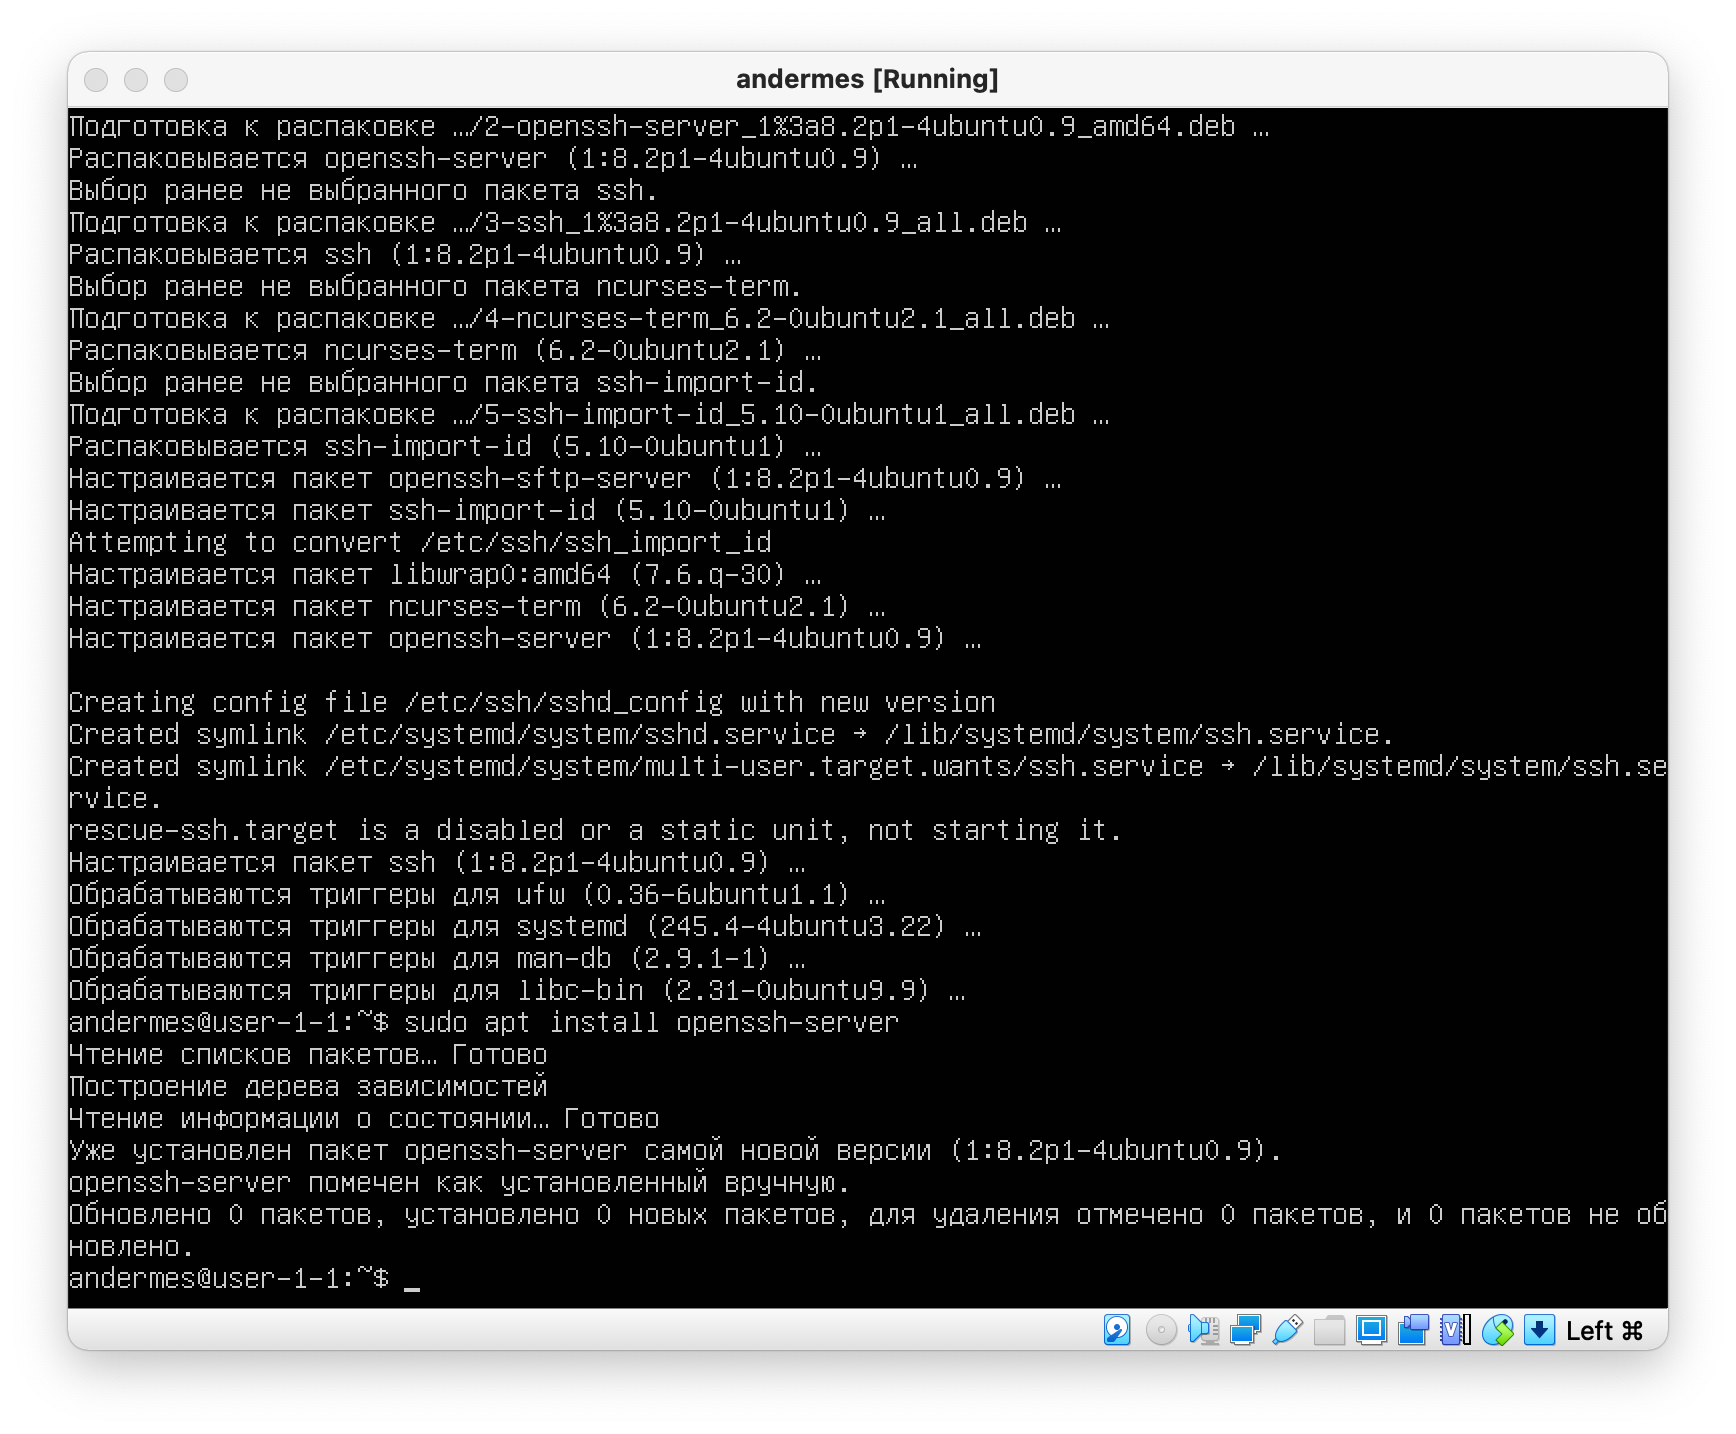 andermes [Running]
Подготовка к распаковке …/2-openssh-server_1%3a8.2p1-4ubuntu0.9_amd64.deb …
Распаковывается openssh-server (1:8.2p1-4ubuntu0.9) …
Выбор ранее не выбранного пакета ssh.
Подготовка к распаковке …/3-ssh_1%3a8.2p1-4ubuntu0.9_all.deb …
Распаковывается ssh (1:8.2p1-4ubuntu0.9) …
Выбор ранее не выбранного пакета ncurses-term.
Подготовка к распаковке …/4-ncurses-term_6.2-0ubuntu2.1_all.deb …
Распаковывается ncurses-term (6.2-0ubuntu2.1) …
Выбор ранее не выбранного пакета ssh-import-id.
Подготовка к распаковке …/5-ssh-import-id_5.10-0ubuntu1_all.deb …
Распаковывается ssh-import-id (5.10-0ubuntu1) …
Настраивается пакет openssh-sftp-server (1:8.2p1-4ubuntu0.9) …
Настраивается пакет ssh-import-id (5.10-0ubuntu1) …
Attempting to convert /etc/ssh/ssh_import_id
Настраивается пакет libwrap0:amd64 (7.6.q-30) …
Настраивается пакет ncurses-term (6.2-0ubuntu2.1) …
Настраивается пакет openssh-server (1:8.2p1-4ubuntu0.9) …
Creating config file /etc/ssh/sshd_config with new version
Created symlink /etc/systemd/system/sshd.service → /lib/systemd/system/ssh.service.
Created symlink /etc/systemd/system/multi-user.target.wants/ssh.service → /lib/systemd/system/ssh.se
rvice.
rescue-ssh.target is a disabled or a static unit, not starting it.
Настраивается пакет ssh (1:8.2p1-4ubuntu0.9) …
Обрабатываются триггеры для ufw (0.36-6ubuntu1.1) …
Обрабатываются триггеры для systemd (245.4-4ubuntu3.22) …
Обрабатываются триггеры для man-db (2.9.1-1) …
Обрабатываются триггеры для libc-bin (2.31-0ubuntu9.9) …
andermes@user-1-1:~$ sudo apt install openssh-server
Чтение списков пакетов… Готово
Построение дерева зависимостей
Чтение информации о состоянии… Готово
Уже установлен пакет openssh-server самой новой версии (1:8.2p1-4ubuntu0.9).
openssh-server помечен как установленный вручную.
Обновлено 0 пакетов, установлено 0 новых пакетов, для удаления отмечено 0 пакетов, и 0 пакетов не об
новлено.
andermes@user-1-1:~$ _
Left ⌘